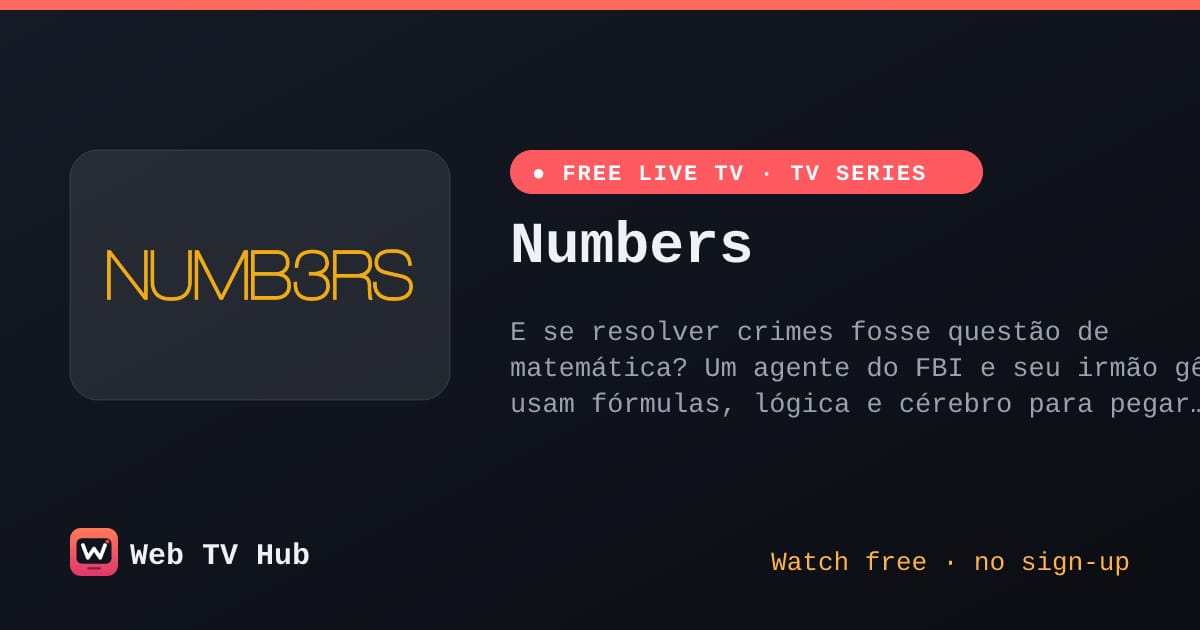 NUMB3RS
● FREE LIVE TV · TV SERIES
Numbers
E se resolver crimes fosse questão de
matemática? Um agente do FBI e seu irmão
usam fórmulas, lógica e cérebro para pegar…
Web TV Hub
Watch free · no sign-up